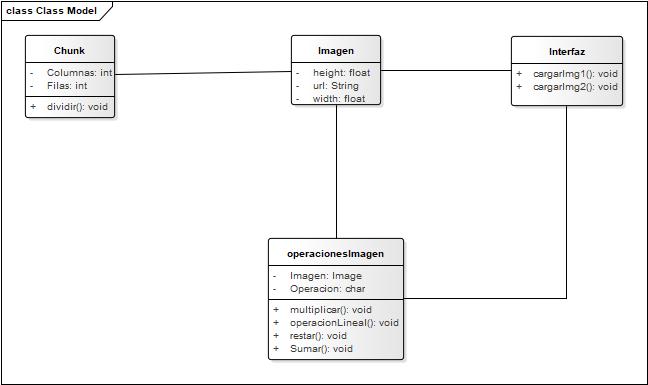 class Class Model
Chunk
- Columnas: int
- Filas: int
+ dividir(): void
Imagen
- height: float
- url: String
- width: float
Interfaz
+ cargarImg1(): void
+ cargarImg2(): void
operacionesImagen
- Imagen: Image
- Operacion: char
+ multiplicar(): void
+ operacionLineal(): void
+ restar(): void
+ Sumar(): void